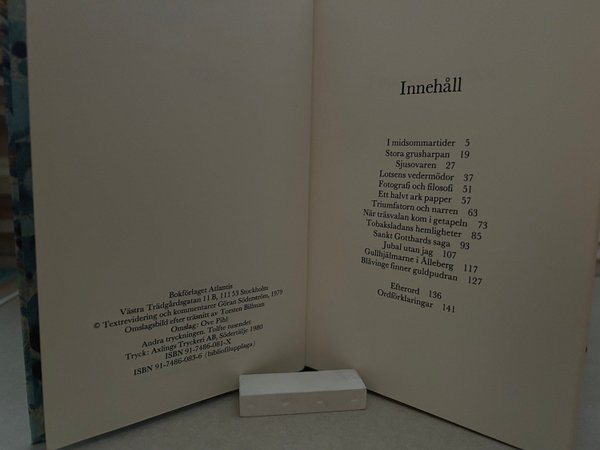 Bokförlaget Atlantis
Västra Trädgårdsgatan 11 B, 111 53 Stockholm
© Textrevidering och kommentarer Göran Söderström, 1979
Omslagsbild efter träsnitt av Torsten Billman
Omslag: Ove Pihl
Andra tryckningen. Tolfte tusendet
Tryck: Axlings Tryckeri AB, Södertälje 1980
ISBN 91-7486-081-X
ISBN 91-7486-083-6 (bibliofilupplaga)
Innehåll
I midsommartider 5
Stora grusharpan 19
Sjusovaren 27
Lotsens vedermödor 37
Fotografi och filosofi 51
Ett halvt ark papper 57
Triumfatorn och narren 63
När träsvalan kom i getapeln 73
Tobaksladans hemligheter 85
Sankt Gotthards saga 93
Jubal utan jag 107
Gullhjälmarne i Ålleberg 117
Blåvinge finner guldpudran 127
Efterord 136
Ordförklaringar 141